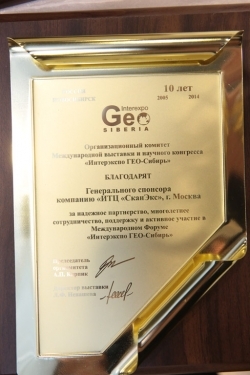 10 лет
2005 2014
Interexpo
Geo
SIBERIA
Организационный комитет
Международной выставки и научного конгресса
«Интерэкспо ГЕО-Сибирь»
БЛАГОДАРЯТ
Генерального спонсора
компанию «ИТЦ «СканЭкс», г. Москва
за надежное партнерство, многолетнее
сотрудничество, поддержку и активное участие в
Международном Форуме
«Интерэкспо ГЕО-Сибирь»